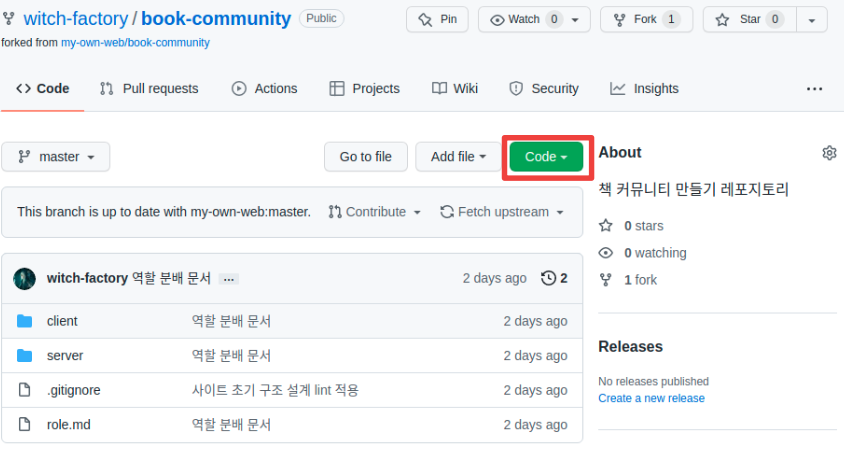 witch-factory / book-community Public Pin Watch 0 Fork 1 Star 0
forked from my-own-web/book-community
Code Pull requests Actions Projects Wiki Security Insights ...
master Go to file Add file Code
This branch is up to date with my-own-web:master. Contribute Fetch upstream
witch-factory 역할 분배 문서 ... 2 days ago 2
client 역할 분배 문서 2 days ago
server 역할 분배 문서 2 days ago
.gitignore 사이트 초기 구조 설계 lint 적용 2 days ago
role.md 역할 분배 문서 2 days ago
About
책 커뮤니티 만들기 레포지토리
0 stars
0 watching
1 fork
Releases
No releases published
Create a new release